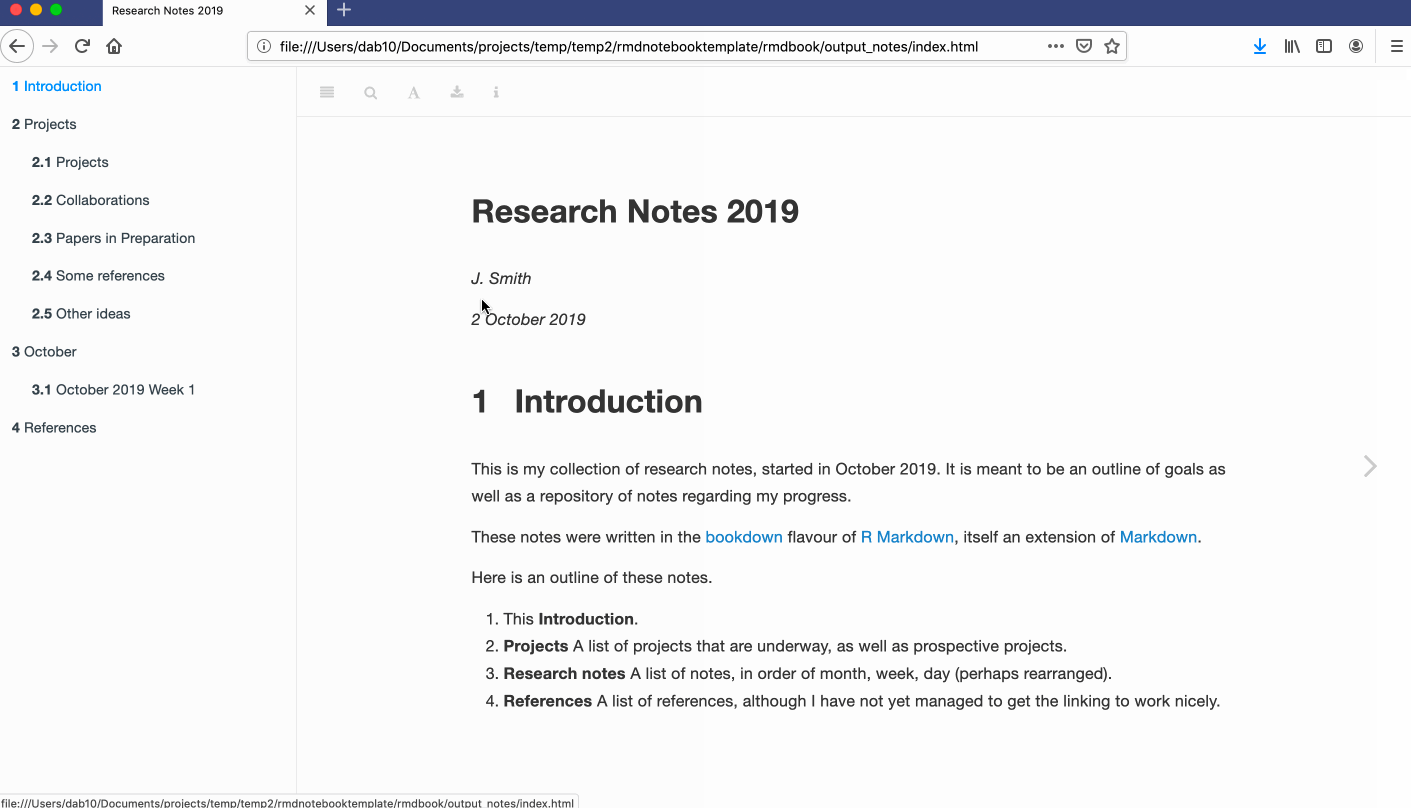 Research Notes 2019
file:///Users/dab10/Documents/projects/temp/temp2/rmdnotebooktemplate/rmdbook/output_notes/index.html
1 Introduction
2 Projects
2.1 Projects
2.2 Collaborations
2.3 Papers in Preparation
2.4 Some references
2.5 Other ideas
3 October
3.1 October 2019 Week 1
4 References
A
i
Research Notes 2019
J. Smith
2 October 2019
1 Introduction
This is my collection of research notes, started in October 2019. It is meant to be an outline of goals as
well as a repository of notes regarding my progress.
These notes were written in the bookdown flavour of R Markdown, itself an extension of Markdown.
Here is an outline of these notes.
1. This Introduction.
2. Projects A list of projects that are underway, as well as prospective projects.
3. Research notes A list of notes, in order of month, week, day (perhaps rearranged).
4. References A list of references, although I have not yet managed to get the linking to work nicely.
file:///Users/dab10/Documents/projects/temp/temp2/rmdnotebooktemplate/rmdbook/output_notes/index.html